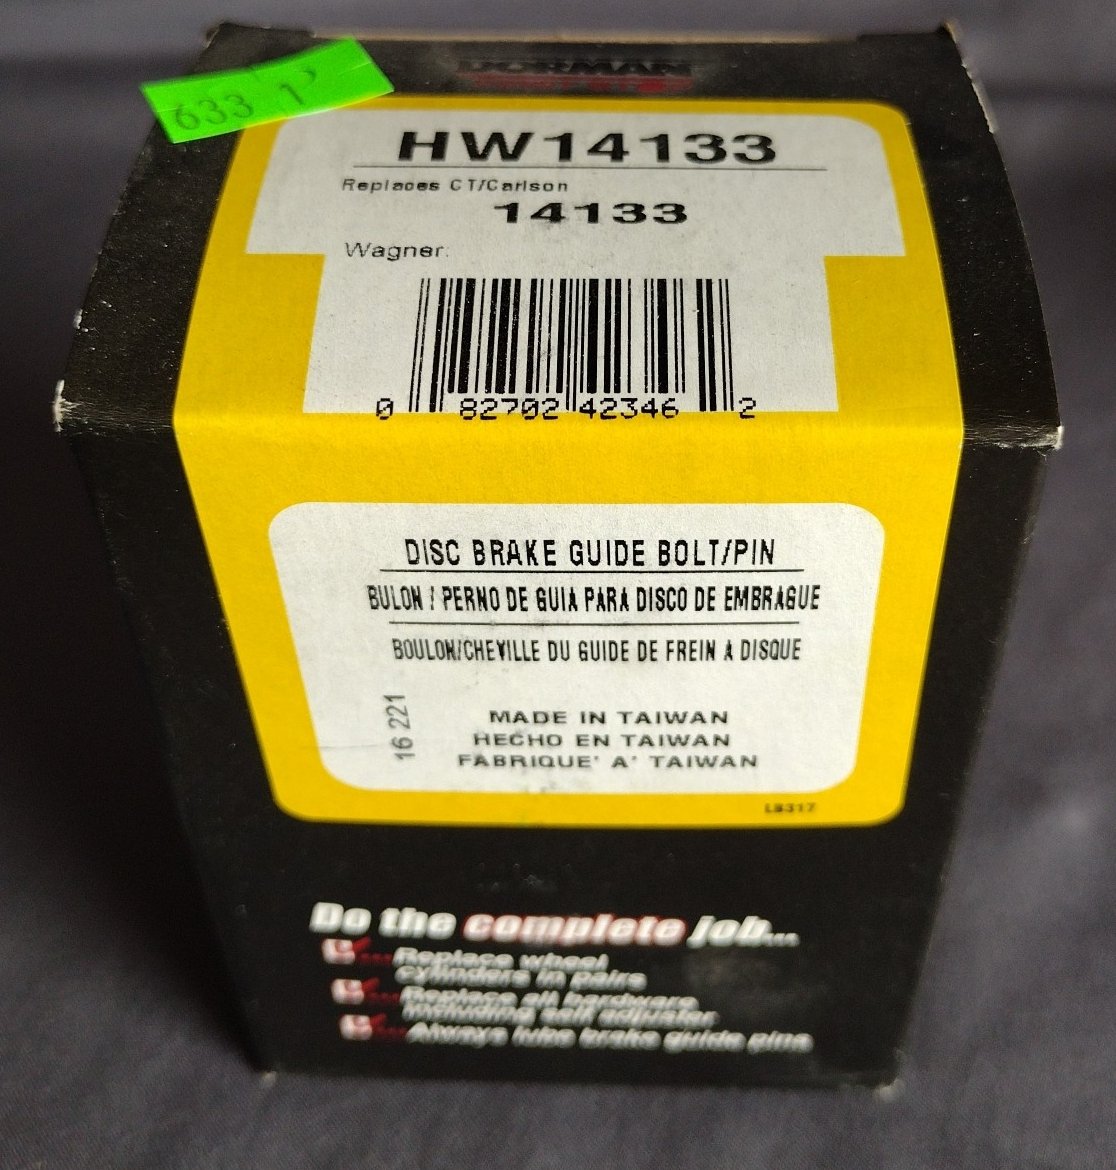 DORMAN
633 1
HW14133
Replaces CT/Carlson
14133
Wagner:
0 82702 42346 2
DISC BRAKE GUIDE BOLT/PIN
BULON / PERNO DE GUIA PARA DISCO DE EMBRAGUE
BOULON/CHEVILLE DU GUIDE DE FREIN A DISQUE
16 221
MADE IN TAIWAN
HECHO EN TAIWAN
FABRIQUE' A' TAIWAN
LB317
Do the complete job...
Replace wheel
cylinders in pairs
Replace all hardware
including self adjuster
Always lube brake guide pins